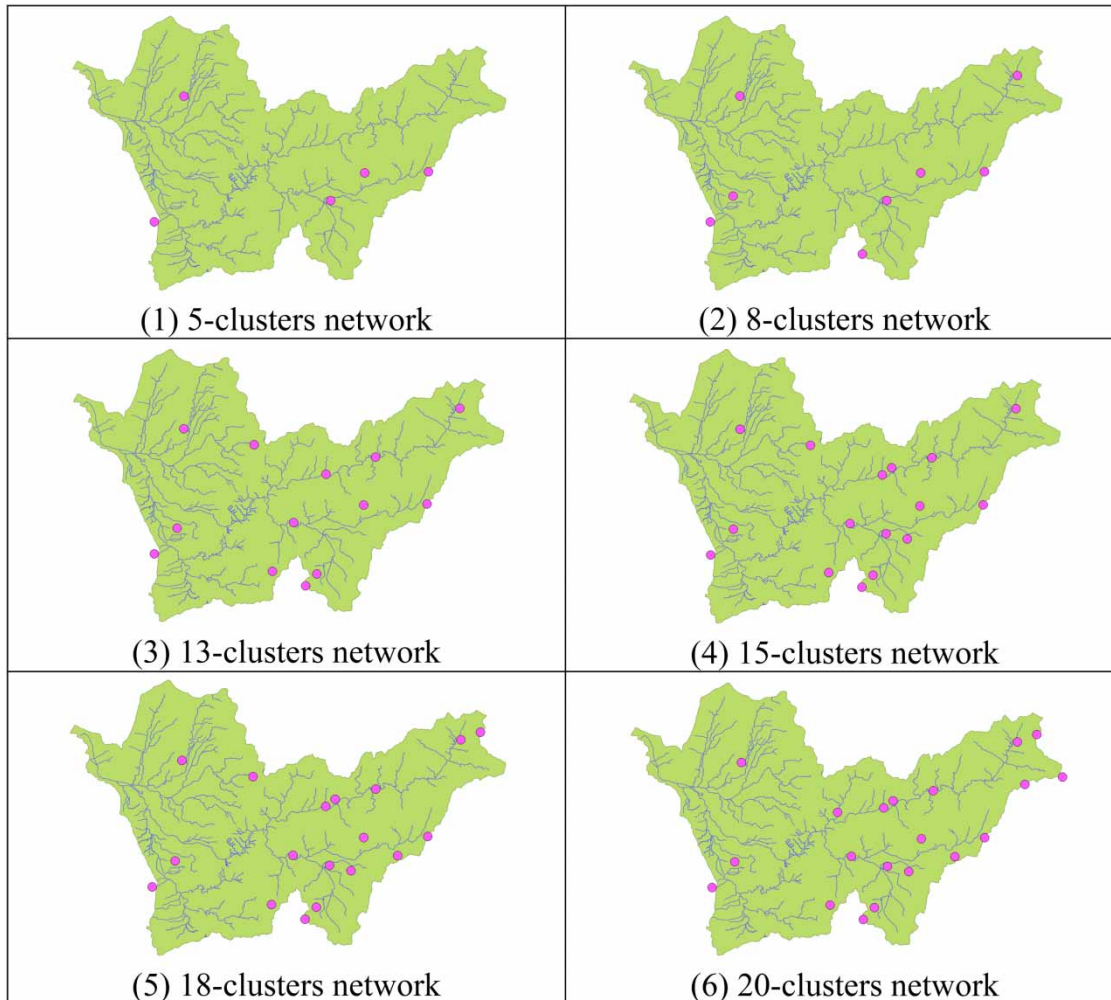 (1) 5-clusters network
(2) 8-clusters network
(3) 13-clusters network
(4) 15-clusters network
(5) 18-clusters network
(6) 20-clusters network